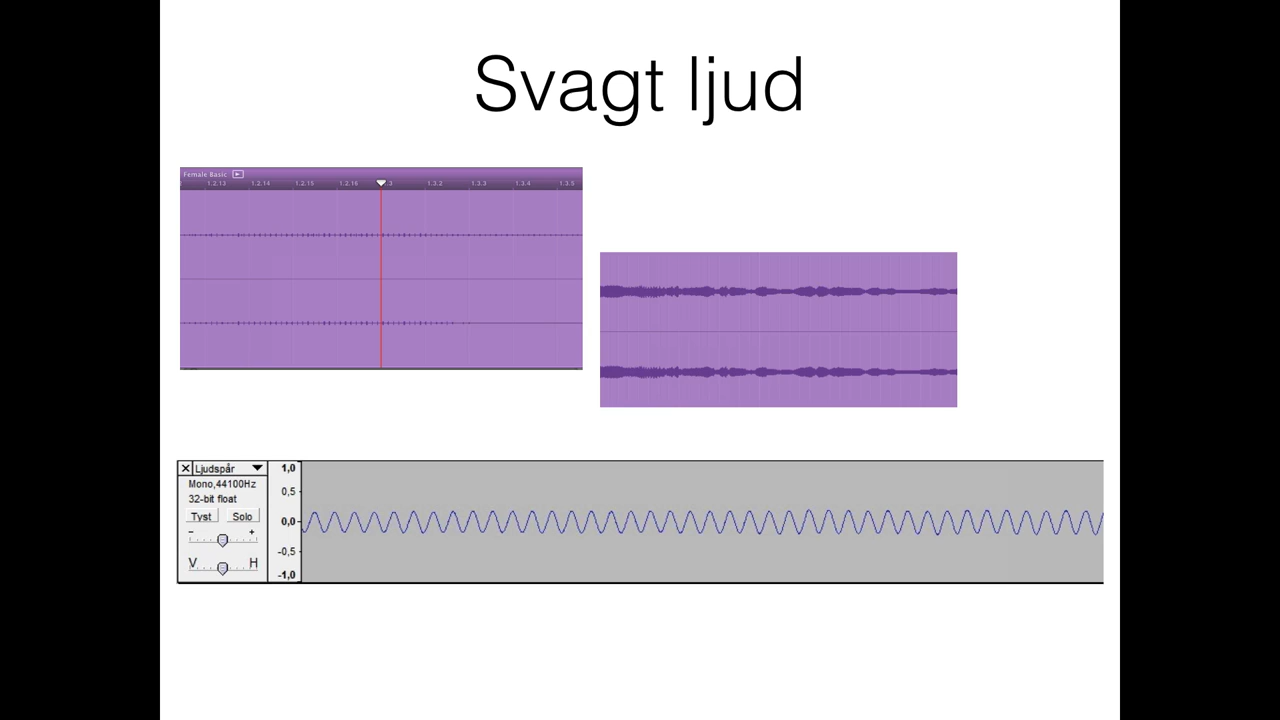 Svagt ljud
Female Basic
1.2.13 1.2.14 1.2.15 1.2.16 1.3.2 1.3.3 1.3.4 1.3.5
Ljudspår
Mono,44100Hz
32-bit float
Tyst Solo
- +
V H
1,0
0,5
0,0
-0,5
-1,0